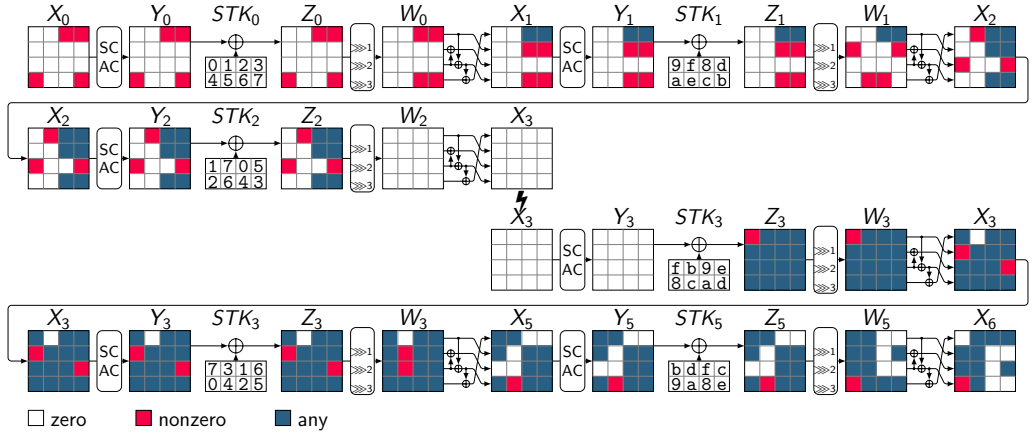 X0 Y0 STK0 Z0 W0 X1 Y1 STK1 Z1 W1 X2
SC AC 0 1 2 3 ⋙1 SC AC 9 f 8 d ⋙1
4 5 6 7 ⋙2 a e c b ⋙2
⋙3 ⋙3
X2 Y2 STK2 Z2 W2 X3
SC AC 1 7 0 5 ⋙1
2 6 4 3 ⋙2
⋙3
X3 Y3 STK3 Z3 W3 X3
SC AC f b 9 e ⋙1
8 c a d ⋙2
⋙3
X3 Y3 STK3 Z3 W3 X5 Y5 STK5 Z5 W5 X6
SC AC 7 3 1 6 ⋙1 SC AC b d f c ⋙1
0 4 2 5 ⋙2 9 a 8 e ⋙2
⋙3 ⋙3
zero nonzero any